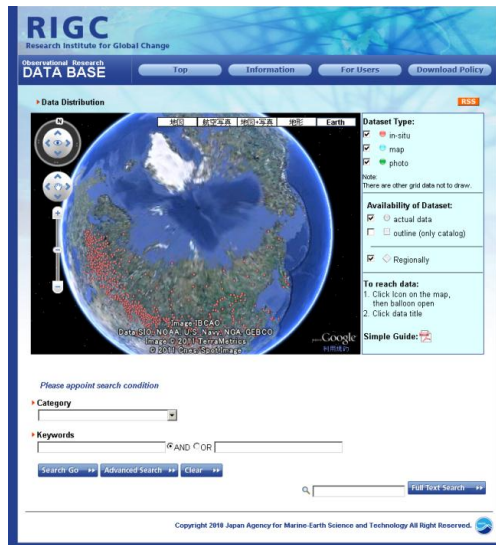 RIGC
Research Institute for Global Change
Observational Research
DATA BASE
Top
Information
For Users
Download Policy
Data Distribution
RSS
N
地図
航空写真
地図+写真
地形
Earth
Image IBCAO
Data SIO, NOAA, U.S. Navy, NGA, GEBCO
Image © 2011 TerraMetrics
© 2011 Cnes/Spot Image
Google
利用規約
Dataset Type:
in-situ
map
photo
Note:
There are other grid data not to draw.
Availability of Dataset:
actual data
outline (only catalog)
Regionally
To reach data:
1. Click Icon on the map,
then balloon open
2. Click data title
Simple Guide:
Please appoint search condition
Category
Keywords
AND
OR
Search Go
Advanced Search
Clear
Full Text Search
Copyright 2010 Japan Agency for Marine-Earth Science and Technology All Right Reserved.